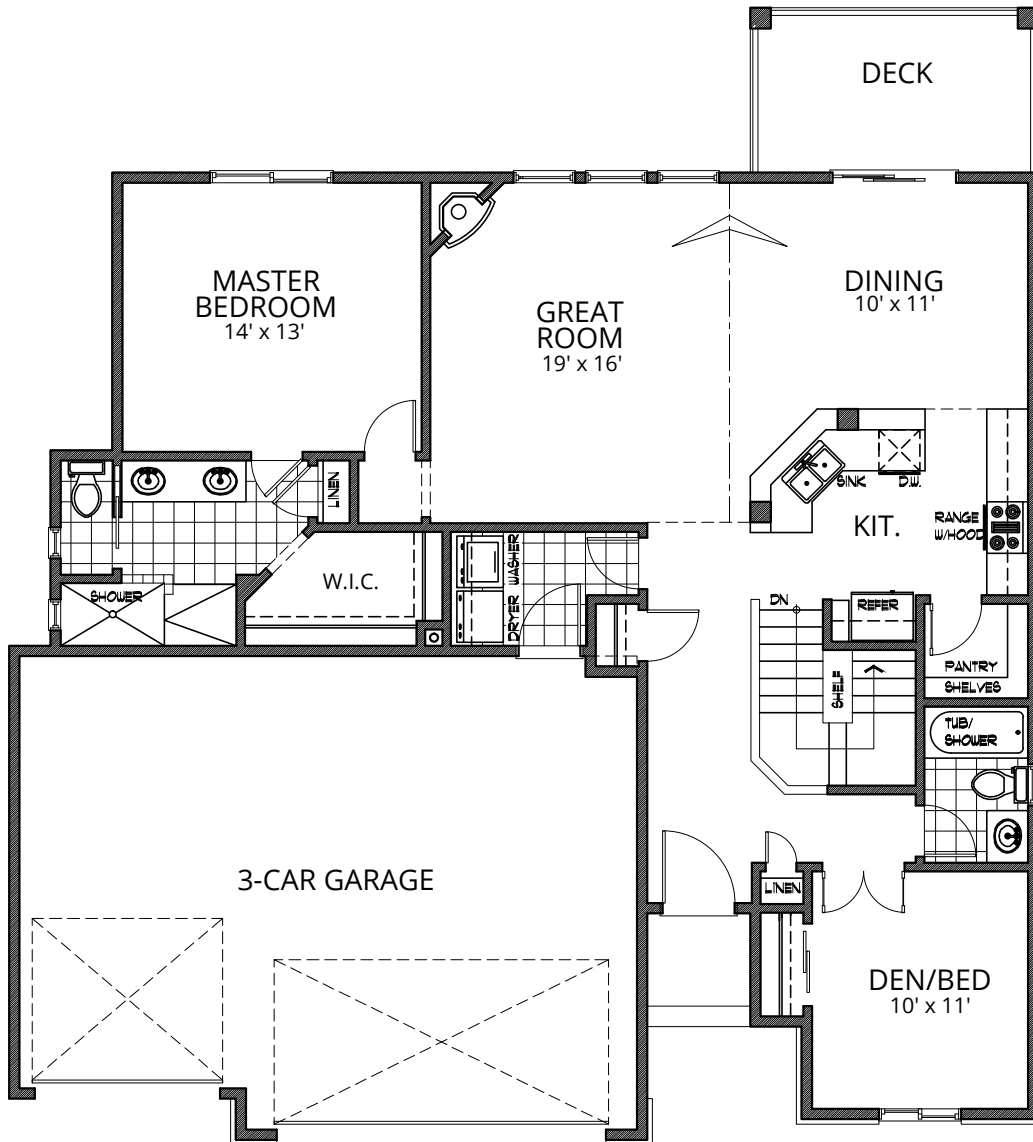 DECK
MASTER
BEDROOM
14' x 13'
GREAT
ROOM
19' x 16'
DINING
10' x 11'
LINEN
SINK
D.W.
KIT.
RANGE
W/HOOD
WASHER
DRYER
W.I.C.
SHOWER
DN
REFER
PANTRY
SHELVES
SHELF
TUB/
SHOWER
3-CAR GARAGE
LINEN
DEN/BED
10' x 11'